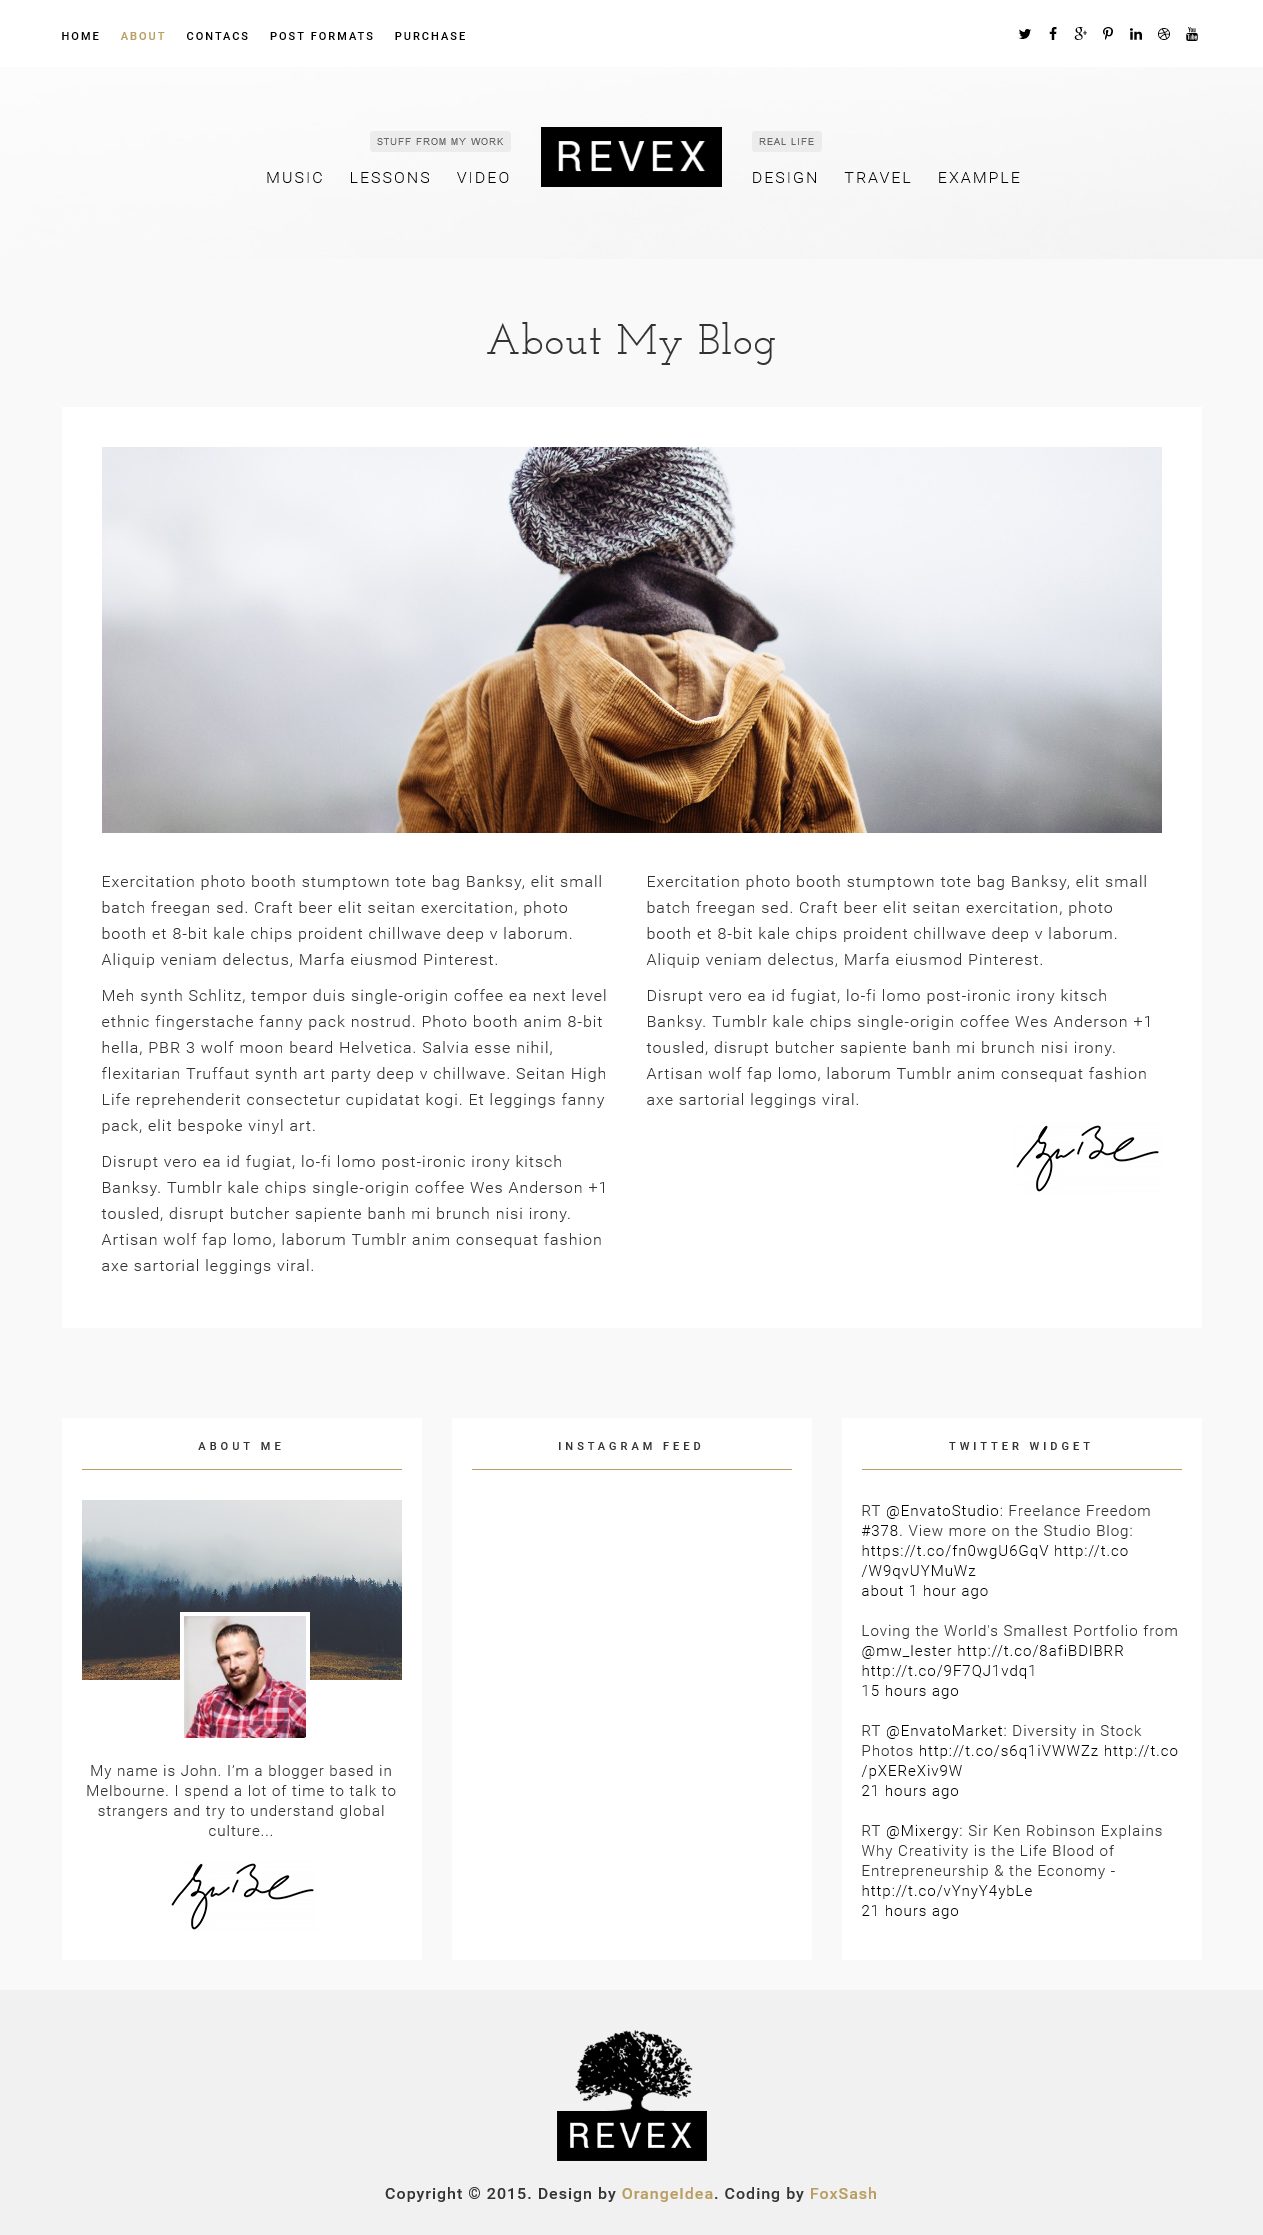 HOME ABOUT CONTACS POST FORMATS PURCHASE
STUFF FROM MY WORK
MUSIC LESSONS VIDEO
REVEX
REAL LIFE
DESIGN TRAVEL EXAMPLE
About My Blog
Exercitation photo booth stumptown tote bag Banksy, elit small
batch freegan sed. Craft beer elit seitan exercitation, photo
booth et 8-bit kale chips proident chillwave deep v laborum.
Aliquip veniam delectus, Marfa eiusmod Pinterest.
Meh synth Schlitz, tempor duis single-origin coffee ea next level
ethnic fingerstache fanny pack nostrud. Photo booth anim 8-bit
hella, PBR 3 wolf moon beard Helvetica. Salvia esse nihil,
flexitarian Truffaut synth art party deep v chillwave. Seitan High
Life reprehenderit consectetur cupidatat kogi. Et leggings fanny
pack, elit bespoke vinyl art.
Disrupt vero ea id fugiat, lo-fi lomo post-ironic irony kitsch
Banksy. Tumblr kale chips single-origin coffee Wes Anderson +1
tousled, disrupt butcher sapiente banh mi brunch nisi irony.
Artisan wolf fap lomo, laborum Tumblr anim consequat fashion
axe sartorial leggings viral.
Exercitation photo booth stumptown tote bag Banksy, elit small
batch freegan sed. Craft beer elit seitan exercitation, photo
booth et 8-bit kale chips proident chillwave deep v laborum.
Aliquip veniam delectus, Marfa eiusmod Pinterest.
Disrupt vero ea id fugiat, lo-fi lomo post-ironic irony kitsch
Banksy. Tumblr kale chips single-origin coffee Wes Anderson +1
tousled, disrupt butcher sapiente banh mi brunch nisi irony.
Artisan wolf fap lomo, laborum Tumblr anim consequat fashion
axe sartorial leggings viral.
ABOUT ME
My name is John. I'm a blogger based in
Melbourne. I spend a lot of time to talk to
strangers and try to understand global
culture...
INSTAGRAM FEED
TWITTER WIDGET
RT @EnvatoStudio: Freelance Freedom
#378. View more on the Studio Blog:
https://t.co/fn0wgU6GqV http://t.co
/W9qvUYMuWz
about 1 hour ago
Loving the World's Smallest Portfolio from
@mw_lester http://t.co/8afiBDIBRR
http://t.co/9F7QJ1vdq1
15 hours ago
RT @EnvatoMarket: Diversity in Stock
Photos http://t.co/s6q1iVWWZz http://t.co
/pXEReXiv9W
21 hours ago
RT @Mixergy: Sir Ken Robinson Explains
Why Creativity is the Life Blood of
Entrepreneurship & the Economy -
http://t.co/vYnyY4ybLe
21 hours ago
REVEX
Copyright © 2015. Design by OrangeIdea. Coding by FoxSash